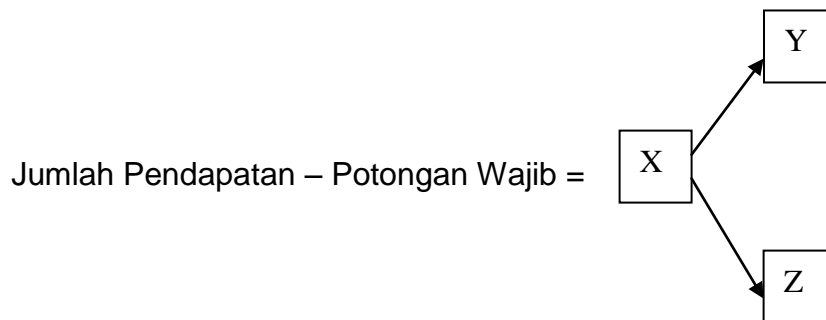 Y
Jumlah Pendapatan – Potongan Wajib = X
Z